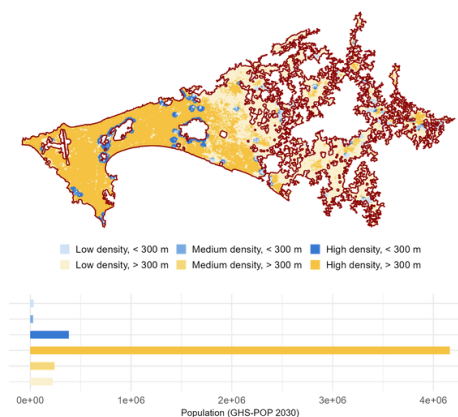 Low density, < 300 m Medium density, < 300 m High density, < 300 m
Low density, > 300 m Medium density, > 300 m High density, > 300 m
0e+00 1e+06 2e+06 3e+06 4e+06
Population (GHS-POP 2030)